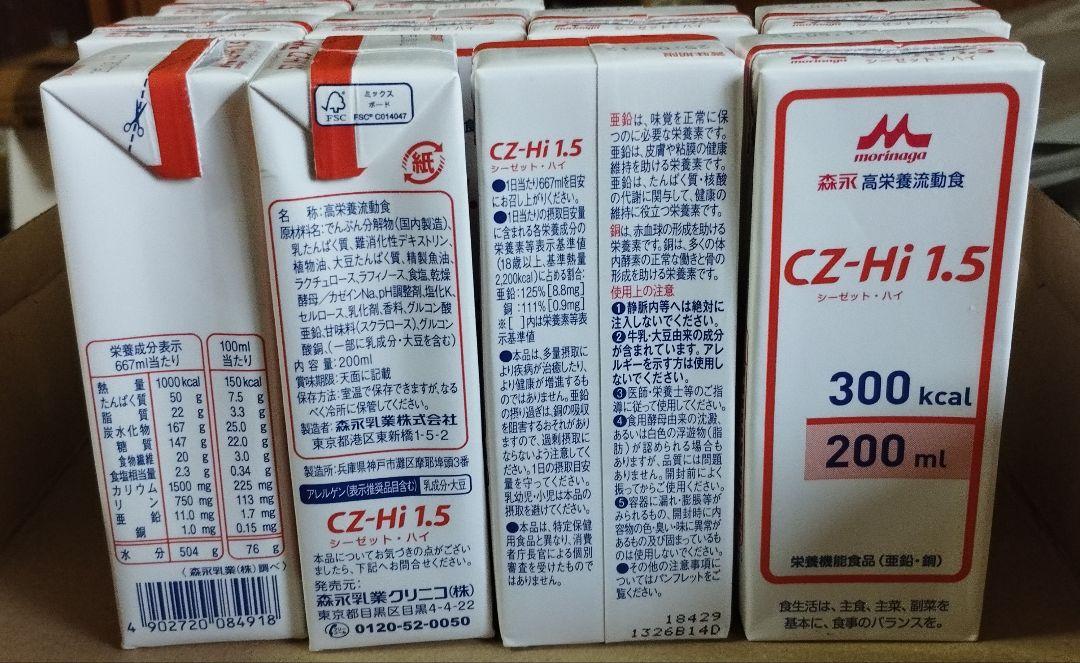 栄養成分表示
667ml当たり
100ml
当たり
熱 量 1000 kcal 150 kcal
たんぱく質 50 g 7.5 g
脂 質 22 g 3.3 g
炭水化物 167 g 25.0 g
糖 質 147 g 22.0 g
食物繊維 20 g 3.0 g
食塩相当量 2.3 g 0.34 g
カリウム 1500 mg 225 mg
リ ン 750 mg 113 mg
亜 鉛 11.0 mg 1.7 mg
銅 1.0 mg 0.15 mg
水 分 504 g 76 g
(森永乳業(株)調べ)
4 902720 084918
FSC
ミックス
ボード
FSC® C014047
紙
名 称:高栄養流動食
原材料名:でんぷん分解物(国内製造)、
乳たんぱく質、難消化性デキストリン、
植物油、大豆たんぱく質、精製魚油、
ラクチュロース、ラフィノース、食塩、乾燥
酵母/カゼインNa、pH調整剤、塩化K、
セルロース、乳化剤、香料、グルコン酸
亜鉛、甘味料(スクラロース)、グルコン
酸銅、(一部に乳成分・大豆を含む)
内 容 量:200ml
賞味期限:天面に記載
保存方法:室温で保存できますが、なる
べく冷所に保管してください。
製造者:森永乳業株式会社
東京都港区東新橋1-5-2
製造所:兵庫県神戸市灘区摩耶埠頭3番
アレルゲン(表示推奨品目含む) 乳成分・大豆
CZ-Hi 1.5
シーゼット・ハイ
本品についてお気づきの点がござい
ましたら、下記へお問合せください。
発売元:
森永乳業クリニコ(株)
東京都目黒区目黒4-4-22
0120-52-0050
CZ-Hi 1.5
シーゼット・ハイ
●1日当たり667mlを目安
にお召し上がりください。
●1日当たりの摂取目安量
に含まれる各栄養成分の
栄養素等表示基準値
(18歳以上、基準熱量
2,200kcal)に占める割合:
亜鉛:125%[8.8mg]
銅:111%[0.9mg]
※[ ]内は栄養素等表
示基準値
●本品は、多量摂取に
より疾病が治癒したり、
より健康が増進するも
のではありません。亜鉛
の摂り過ぎは、銅の吸収
を阻害するおそれがあり
ますので、過剰摂取に
ならないよう注意してく
ださい。1日の摂取目安
量を守ってください。
乳幼児・小児は本品の
摂取を避けてください。
●本品は、特定保健
用食品と異なり、消費
者庁長官による個別
審査を受けたもので
はありません。
賞味期限
亜鉛は、味覚を正常に保
つのに必要な栄養素です。
亜鉛は、皮膚や粘膜の健康
維持を助ける栄養素です。
亜鉛は、たんぱく質・核酸
の代謝に関与して、健康の
維持に役立つ栄養素です。
銅は、赤血球の形成を助ける
栄養素です。銅は、多くの体
内酵素の正常な働きと骨の
形成を助ける栄養素です。
使用上の注意
❶静脈内等へは絶対に
注入しないでください。
❷牛乳・大豆由来の成分
が含まれています。アレ
ルギーを示す方は使用し
ないでください。
❸医師・栄養士等のご指
導に従って使用してください。
❹食用酵母由来の沈澱、
あるいは白色の浮遊物(脂
肪)が認められる場合も
ありますが、品質には問題
ありません。開封前によく
振ってからご使用ください。
❺容器に漏れ・膨張等が
みられるもの、開封時に内
容物の色・臭い・味に異常が
あるもの及び固まっているも
のは使用しないでください。
●その他の注意事項に
ついてはパンフレットをご
覧ください。
18429
1326B14D
morinaga
シーゼット・ハイ
morinaga
森永 高栄養流動食
CZ-Hi 1.5
シーゼット・ハイ
300 kcal
200 ml
栄養機能食品(亜鉛・銅)
食生活は、主食、主菜、副菜を
基本に、食事のバランスを。